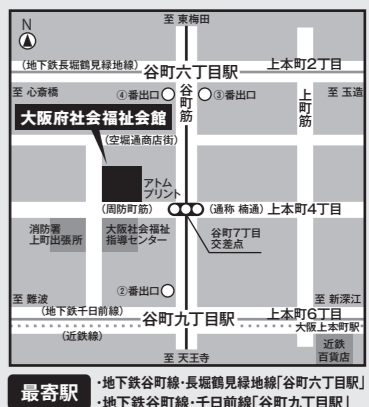 N
至 東梅田
(地下鉄長堀鶴見緑地線)
谷町六丁目駅
上本町2丁目
至 心斎橋
④番出口
谷町筋
③番出口
上町筋
至 玉造
大阪府社会福祉会館
(空堀通商店街)
アトム
プリント
(周防町筋)
(通称 楠通)
上本町4丁目
消防署
上町出張所
大阪社会福祉
指導センター
谷町7丁目
交差点
②番出口
至 難波
至 新深江
(地下鉄千日前線)
谷町九丁目駅
上本町6丁目
大阪上本町駅
(近鉄線)
至 天王寺
近鉄
百貨店
最寄駅
・地下鉄谷町線・長堀鶴見緑地線「谷町六丁目駅」
・地下鉄谷町線・千日前線「谷町九丁目駅」